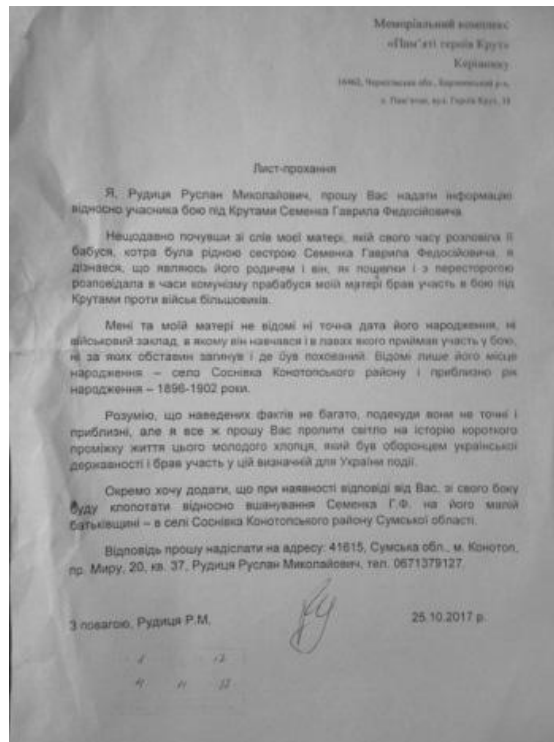 Меморіальний комплекс
«Пам'яті героїв Крут»
Керівнику
16462, Чернігівська обл., Борзнянський р-н,
с. Пам'ятне, вул. Героїв Крут, 
Лист-прохання
Я, Рудиця Руслан Миколайович, прошу Вас надати інформацію
відносно учасника бою під Крутами Семенка Гаврила Федосійовича.
Нещодавно почувши зі слів моєї матері, якій свого часу розповіла її
бабуся, котра була рідною сестрою Семенка Гаврила Федосійовича, я
дізнався, що являюсь його родичем і він, як пошепки і з пересторогою
розповідала в часи комунізму прабабуся моїй матері брав участь в бою під
Крутами проти військ більшовиків.
Мені та моїй матері не відомі ні точна дата його народження, ні
військовий заклад, в якому він навчався і в лавах якого приймав участь у бою,
ні за яких обставин загинув і де був похований. Відомі лише його місце
народження – село Соснівка Конотопського району і приблизно рік
народження – 1896-1902 роки.
Розумію, що наведених фактів не багато, подекуди вони не точні і
приблизні, але я все ж прошу Вас пролити світло на історію короткого
проміжку життя цього молодого хлопця, який був оборонцем української
державності і брав участь у цій визначній для України події.
Окремо хочу додати, що при наявності відповіді від Вас, зі свого боку
буду клопотати відносно вшанування Семенка Г.Ф. на його малій
батьківщині – в селі Соснівка Конотопського району Сумської області.
Відповідь прошу надіслати на адресу: 41615, Сумська обл., м. Конотоп,
пр. Миру, 20, кв. 37, Рудиця Руслан Миколайович, тел. 0671379127.
З повагою, Рудиця Р.М. 25.10.2017 р.